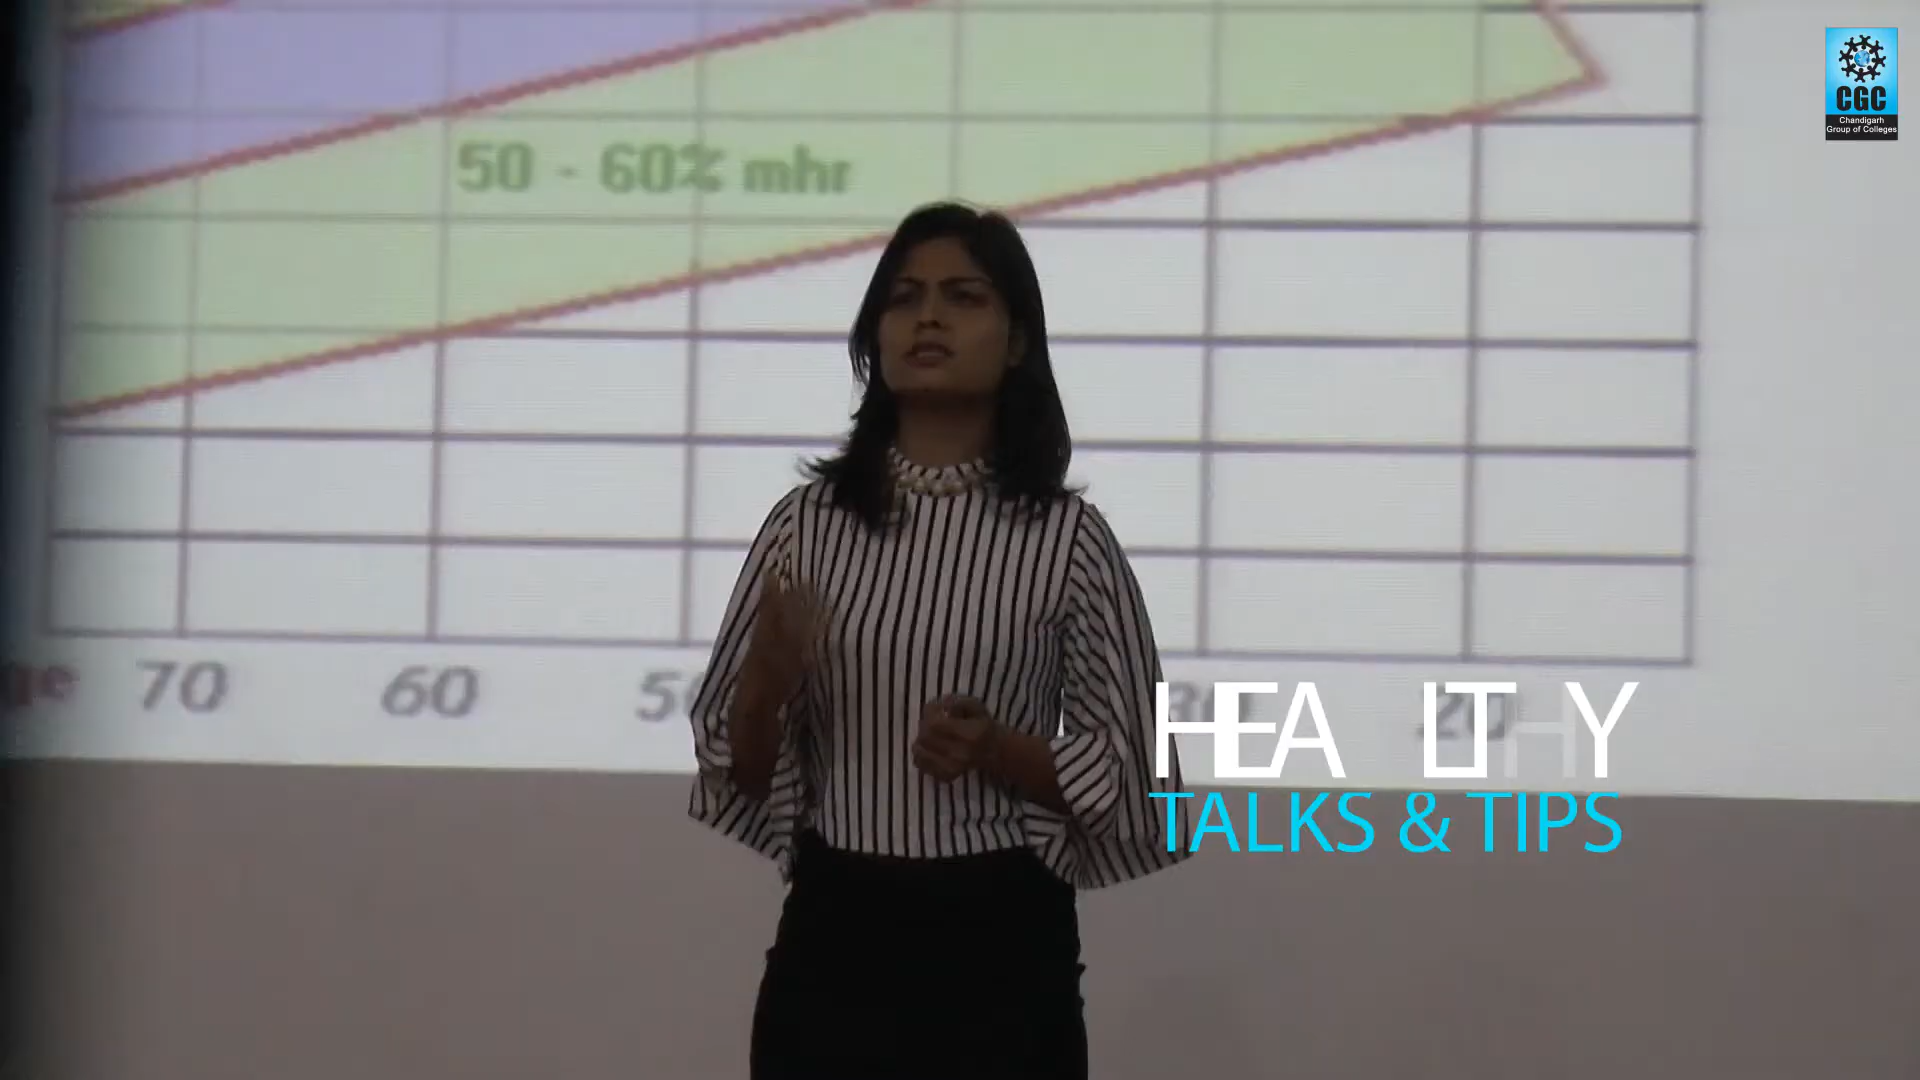 CGC
Chandigarh
Group of Colleges
50 - 60% mhr
70 60
HEALTHY
TALKS & TIPS